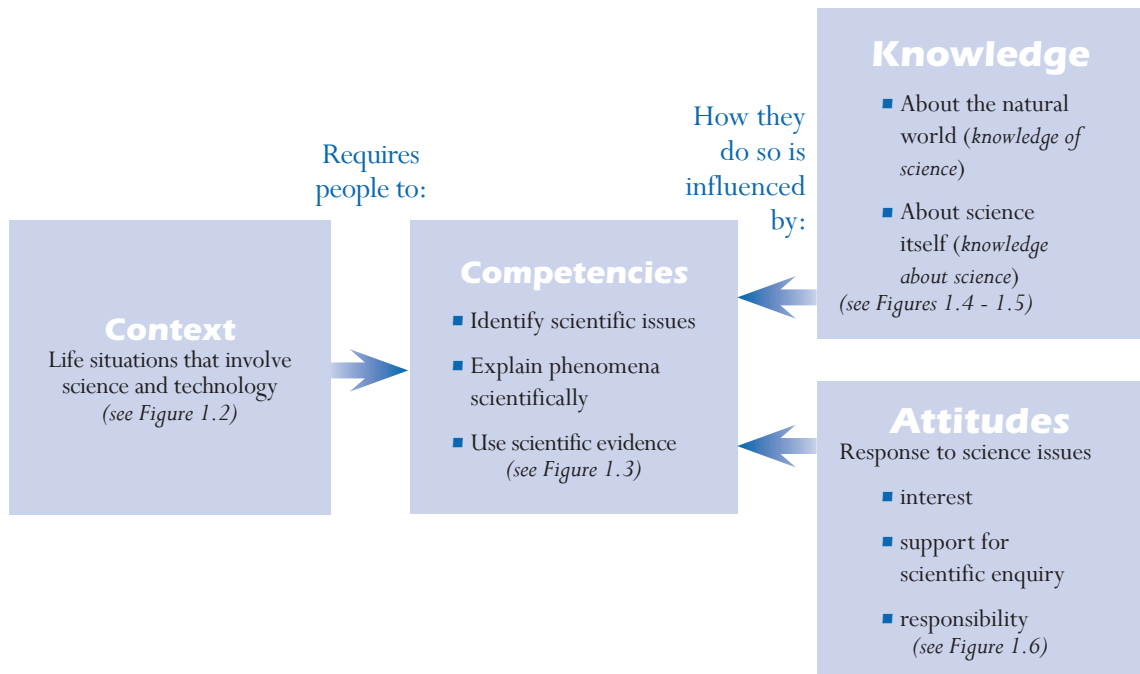 Context
Life situations that involve
science and technology
(see Figure 1.2)
Requires
people to:
Competencies
■ Identify scientific issues
■ Explain phenomena
scientifically
■ Use scientific evidence
(see Figure 1.3)
How they
do so is
influenced
by:
Knowledge
■ About the natural
world (knowledge of
science)
■ About science
itself (knowledge
about science)
(see Figures 1.4 - 1.5)
Attitudes
Response to science issues
■ interest
■ support for
scientific enquiry
■ responsibility
(see Figure 1.6)